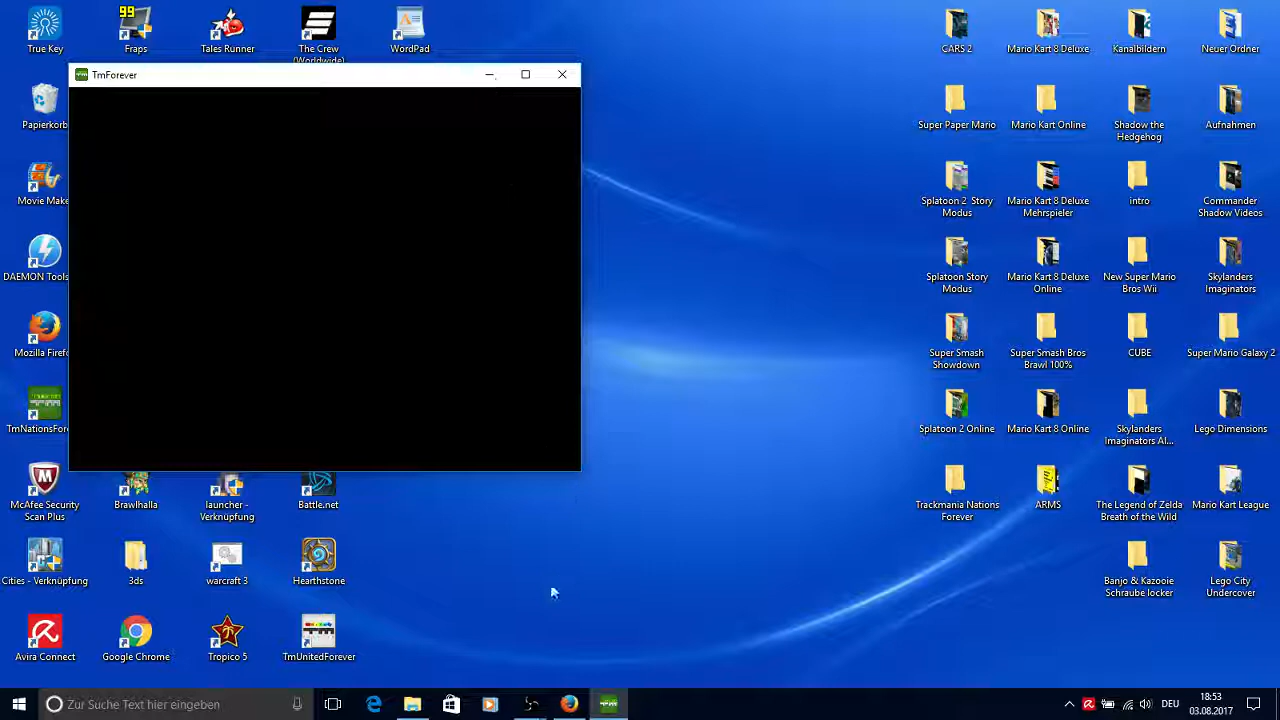 True Key
99
Fraps
Tales Runner
The Crew
(Worldwide)
WordPad
CARS 2
Mario Kart 8 Deluxe
Kanalbildern
Neuer Ordner
TmForever
Papierkorb
Super Paper Mario
Mario Kart Online
Shadow the
Hedgehog
Aufnahmen
Movie Make
Splatoon 2 Story
Modus
Mario Kart 8 Deluxe
Mehrspieler
intro
Commander
Shadow Videos
DAEMON Tools
Splatoon Story
Modus
Mario Kart 8 Deluxe
Online
New Super Mario
Bros Wii
Skylanders
Imaginators
Mozilla Firefo
Super Smash
Showdown
Super Smash Bros
Brawl 100%
CUBE
Super Mario Galaxy 2
TmNationsFore
Splatoon 2 Online
Mario Kart 8 Online
Skylanders
Imaginators Al...
Lego Dimensions
McAfee Security
Scan Plus
Brawlhalla
launcher -
Verknüpfung
Battle.net
Trackmania Nations
Forever
ARMS
The Legend of Zelda
Breath of the Wild
Mario Kart League
Cities - Verknüpfung
3ds
warcraft 3
Hearthstone
Banjo & Kazooie
Schraube locker
Lego City
Undercover
Avira Connect
Google Chrome
Tropico 5
TmUnitedForever
Zur Suche Text hier eingeben
DEU
18:53
03.08.2017